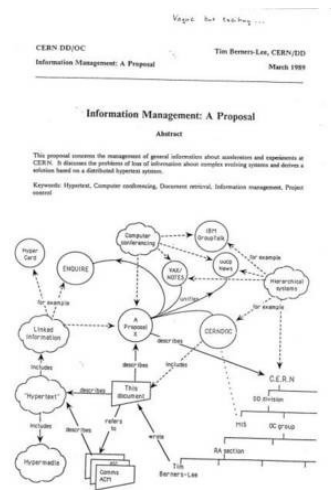 Vague but exciting ...
CERN DD/OC
Tim Berners-Lee, CERN/DD
Information Management: A Proposal
March 1989
Information Management: A Proposal
Abstract
This proposal concerns the management of general information about accelerators and experiments at
CERN. It discusses the problems of loss of information about complex evolving systems and derives a
solution based on a distributed hypertext system.
Keywords: Hypertext, Computer conferencing, Document retrieval, Information management, Project
control
Computer
conferencing
IBM
GroupTalk
for example
Hyper
Card
ENQUIRE
VAX/
NOTES
uucp
News
Hierarchical
systems
for example
unifies
for example
Linked
information
A
Proposal
X
CERNDOC
describes
includes
describes
includes
C.E.R.N
DD division
"Hypertext"
describes
This
document
MIS
OC group
includes
describes
refers
to
wrote
RA section
Hypermedia
Comms
ACM
Tim
Berners-Lee